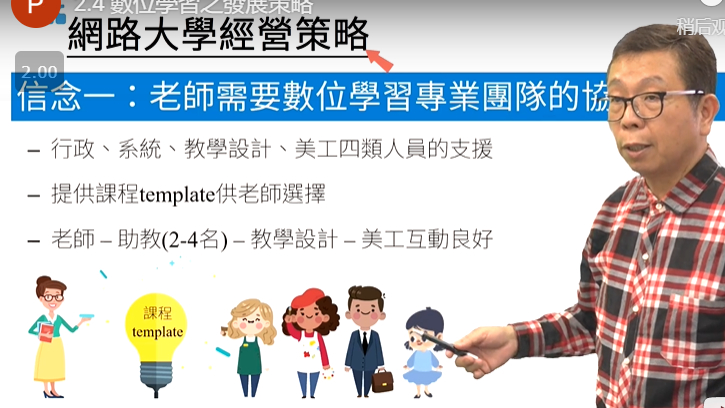 P 2.4 數位學習之發展策略
稍后观
網路大學經營策略
2.00
信念一：老師需要數位學習專業團隊的協
– 行政、系統、教學設計、美工四類人員的支援
– 提供課程template供老師選擇
– 老師 – 助教(2-4名) – 教學設計 – 美工互動良好
課程
template